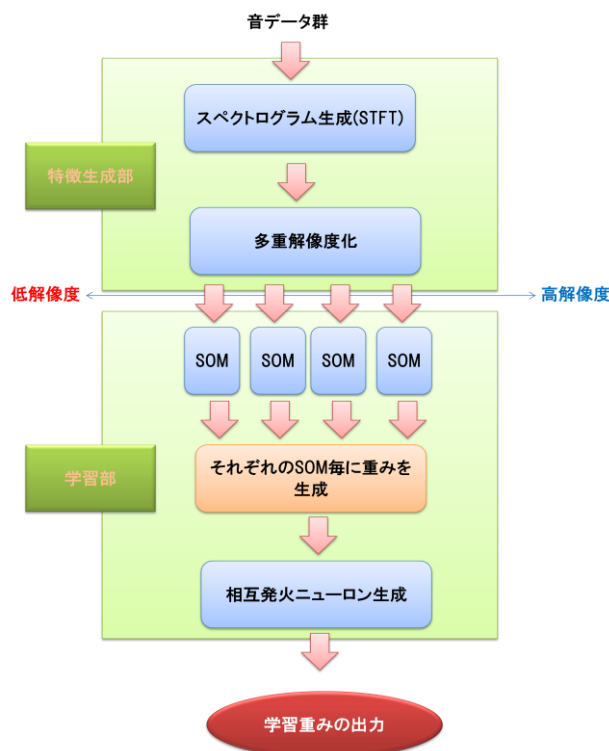 音データ群
スペクトログラム生成(STFT)
特徴生成部
多重解像度化
低解像度
高解像度
SOM
SOM
SOM
SOM
それぞれのSOM毎に重みを
生成
学習部
相互発火ニューロン生成
学習重みの出力